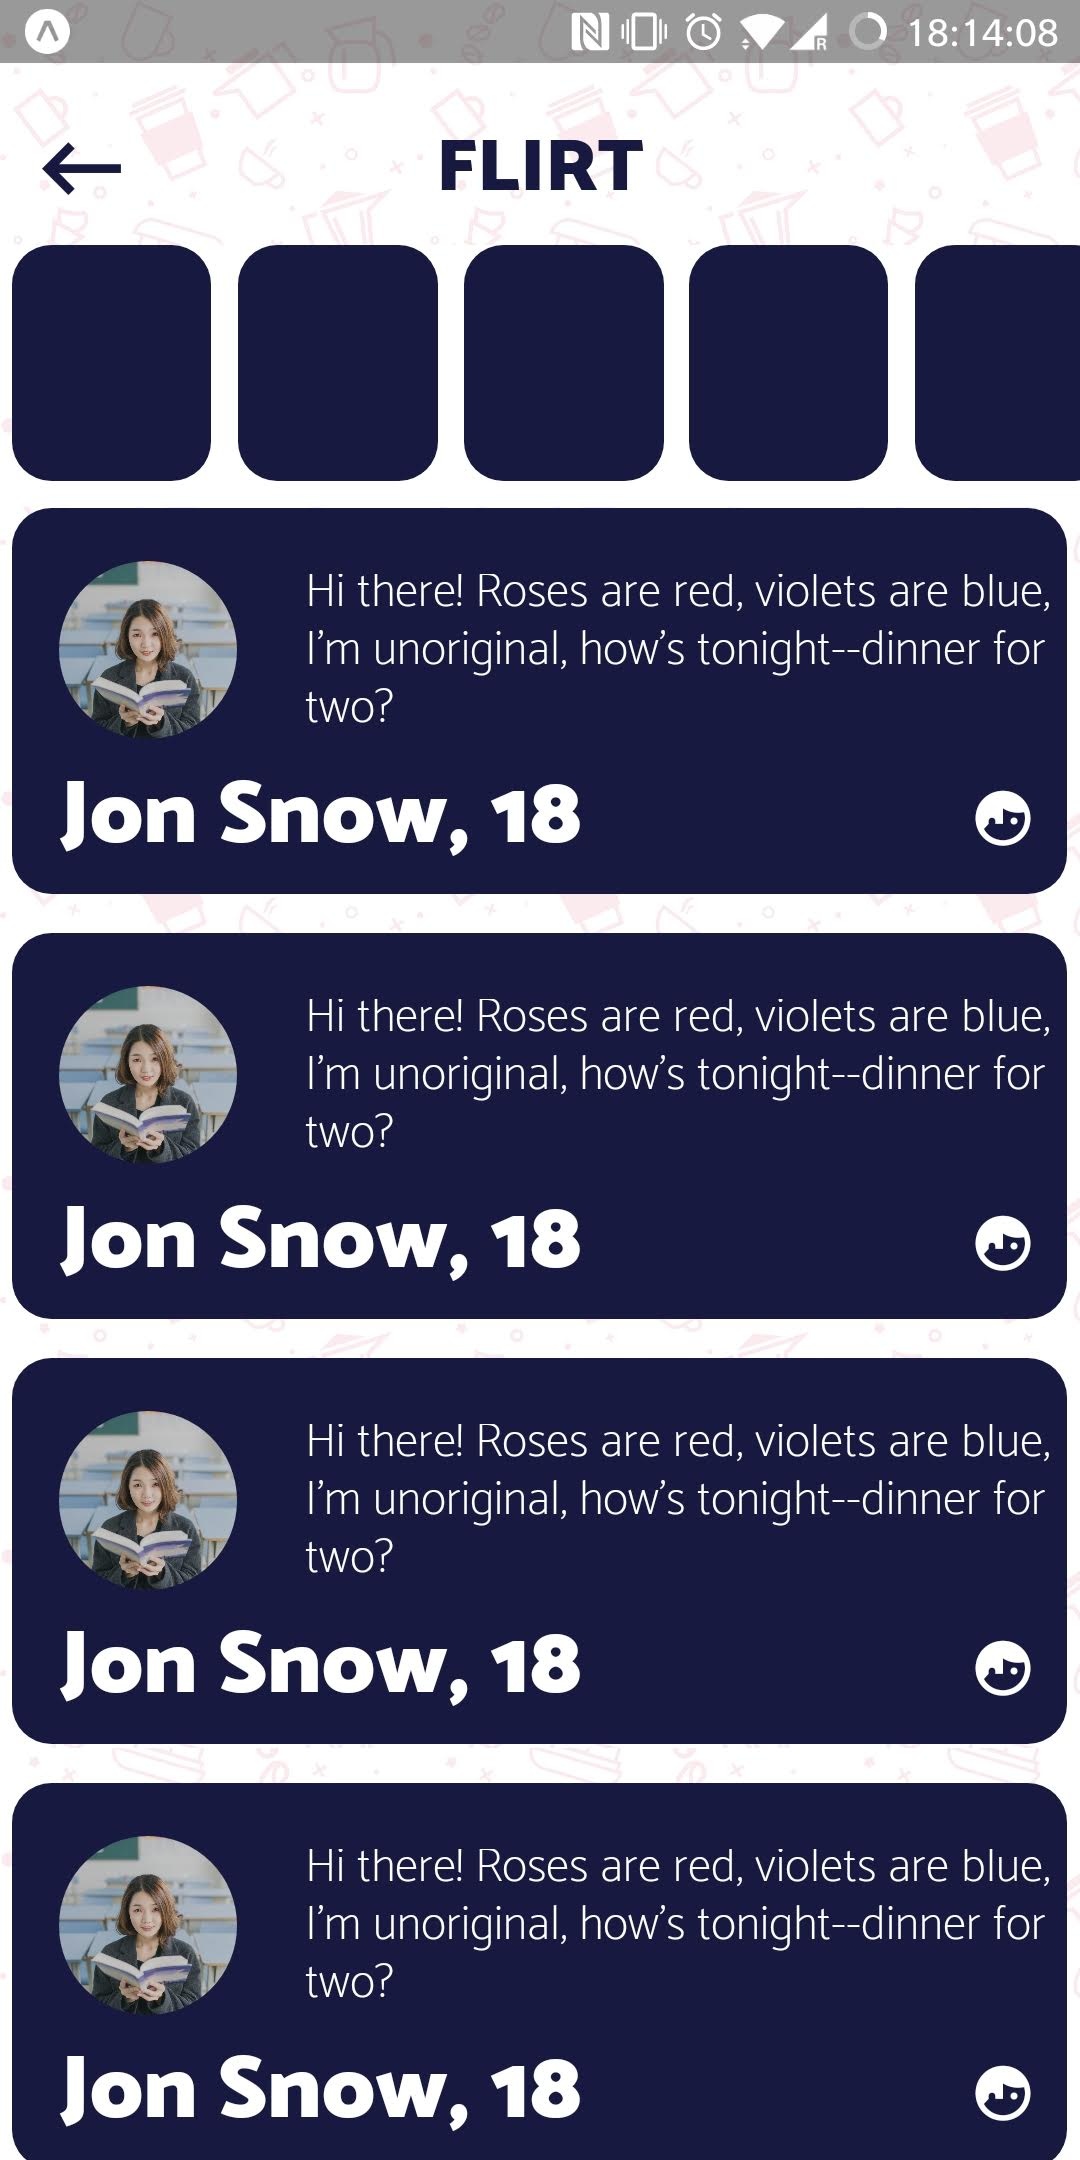 18:14:08
FLIRT
Hi there! Roses are red, violets are blue,
I'm unoriginal, how's tonight--dinner for
two?
Jon Snow, 18
Hi there! Roses are red, violets are blue,
I'm unoriginal, how's tonight--dinner for
two?
Jon Snow, 18
Hi there! Roses are red, violets are blue,
I'm unoriginal, how's tonight--dinner for
two?
Jon Snow, 18
Hi there! Roses are red, violets are blue,
I'm unoriginal, how's tonight--dinner for
two?
Jon Snow, 18